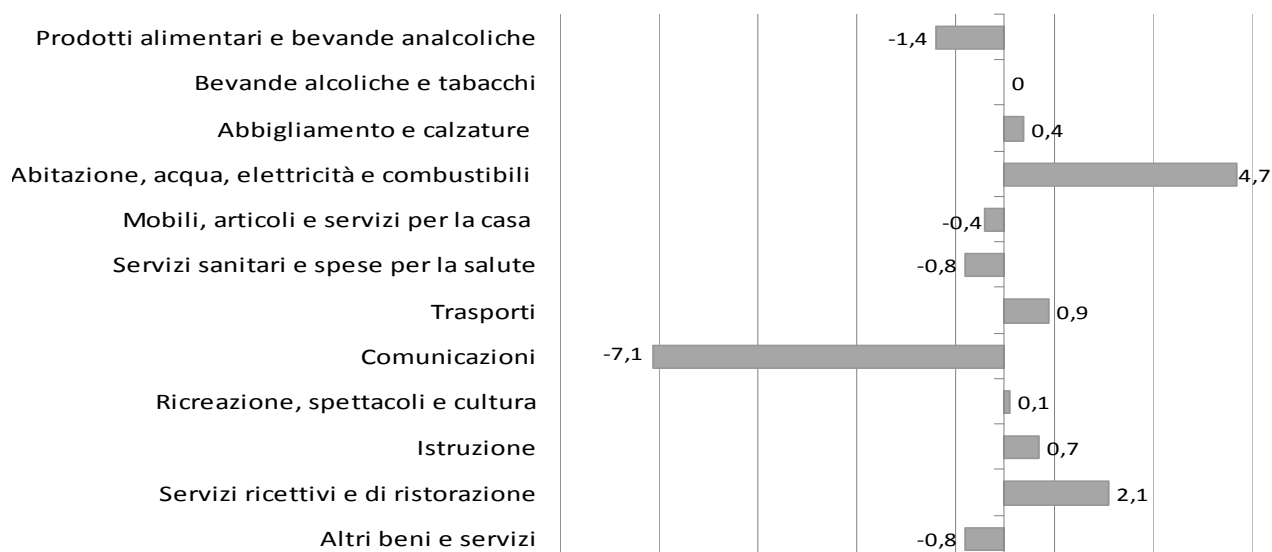 Prodotti alimentari e bevande analcoliche -1,4
Bevande alcoliche e tabacchi 0
Abbigliamento e calzature 0,4
Abitazione, acqua, elettricità e combustibili 4,7
Mobili, articoli e servizi per la casa -0,4
Servizi sanitari e spese per la salute -0,8
Trasporti 0,9
Comunicazioni -7,1
Ricreazione, spettacoli e cultura 0,1
Istruzione 0,7
Servizi ricettivi e di ristorazione 2,1
Altri beni e servizi -0,8